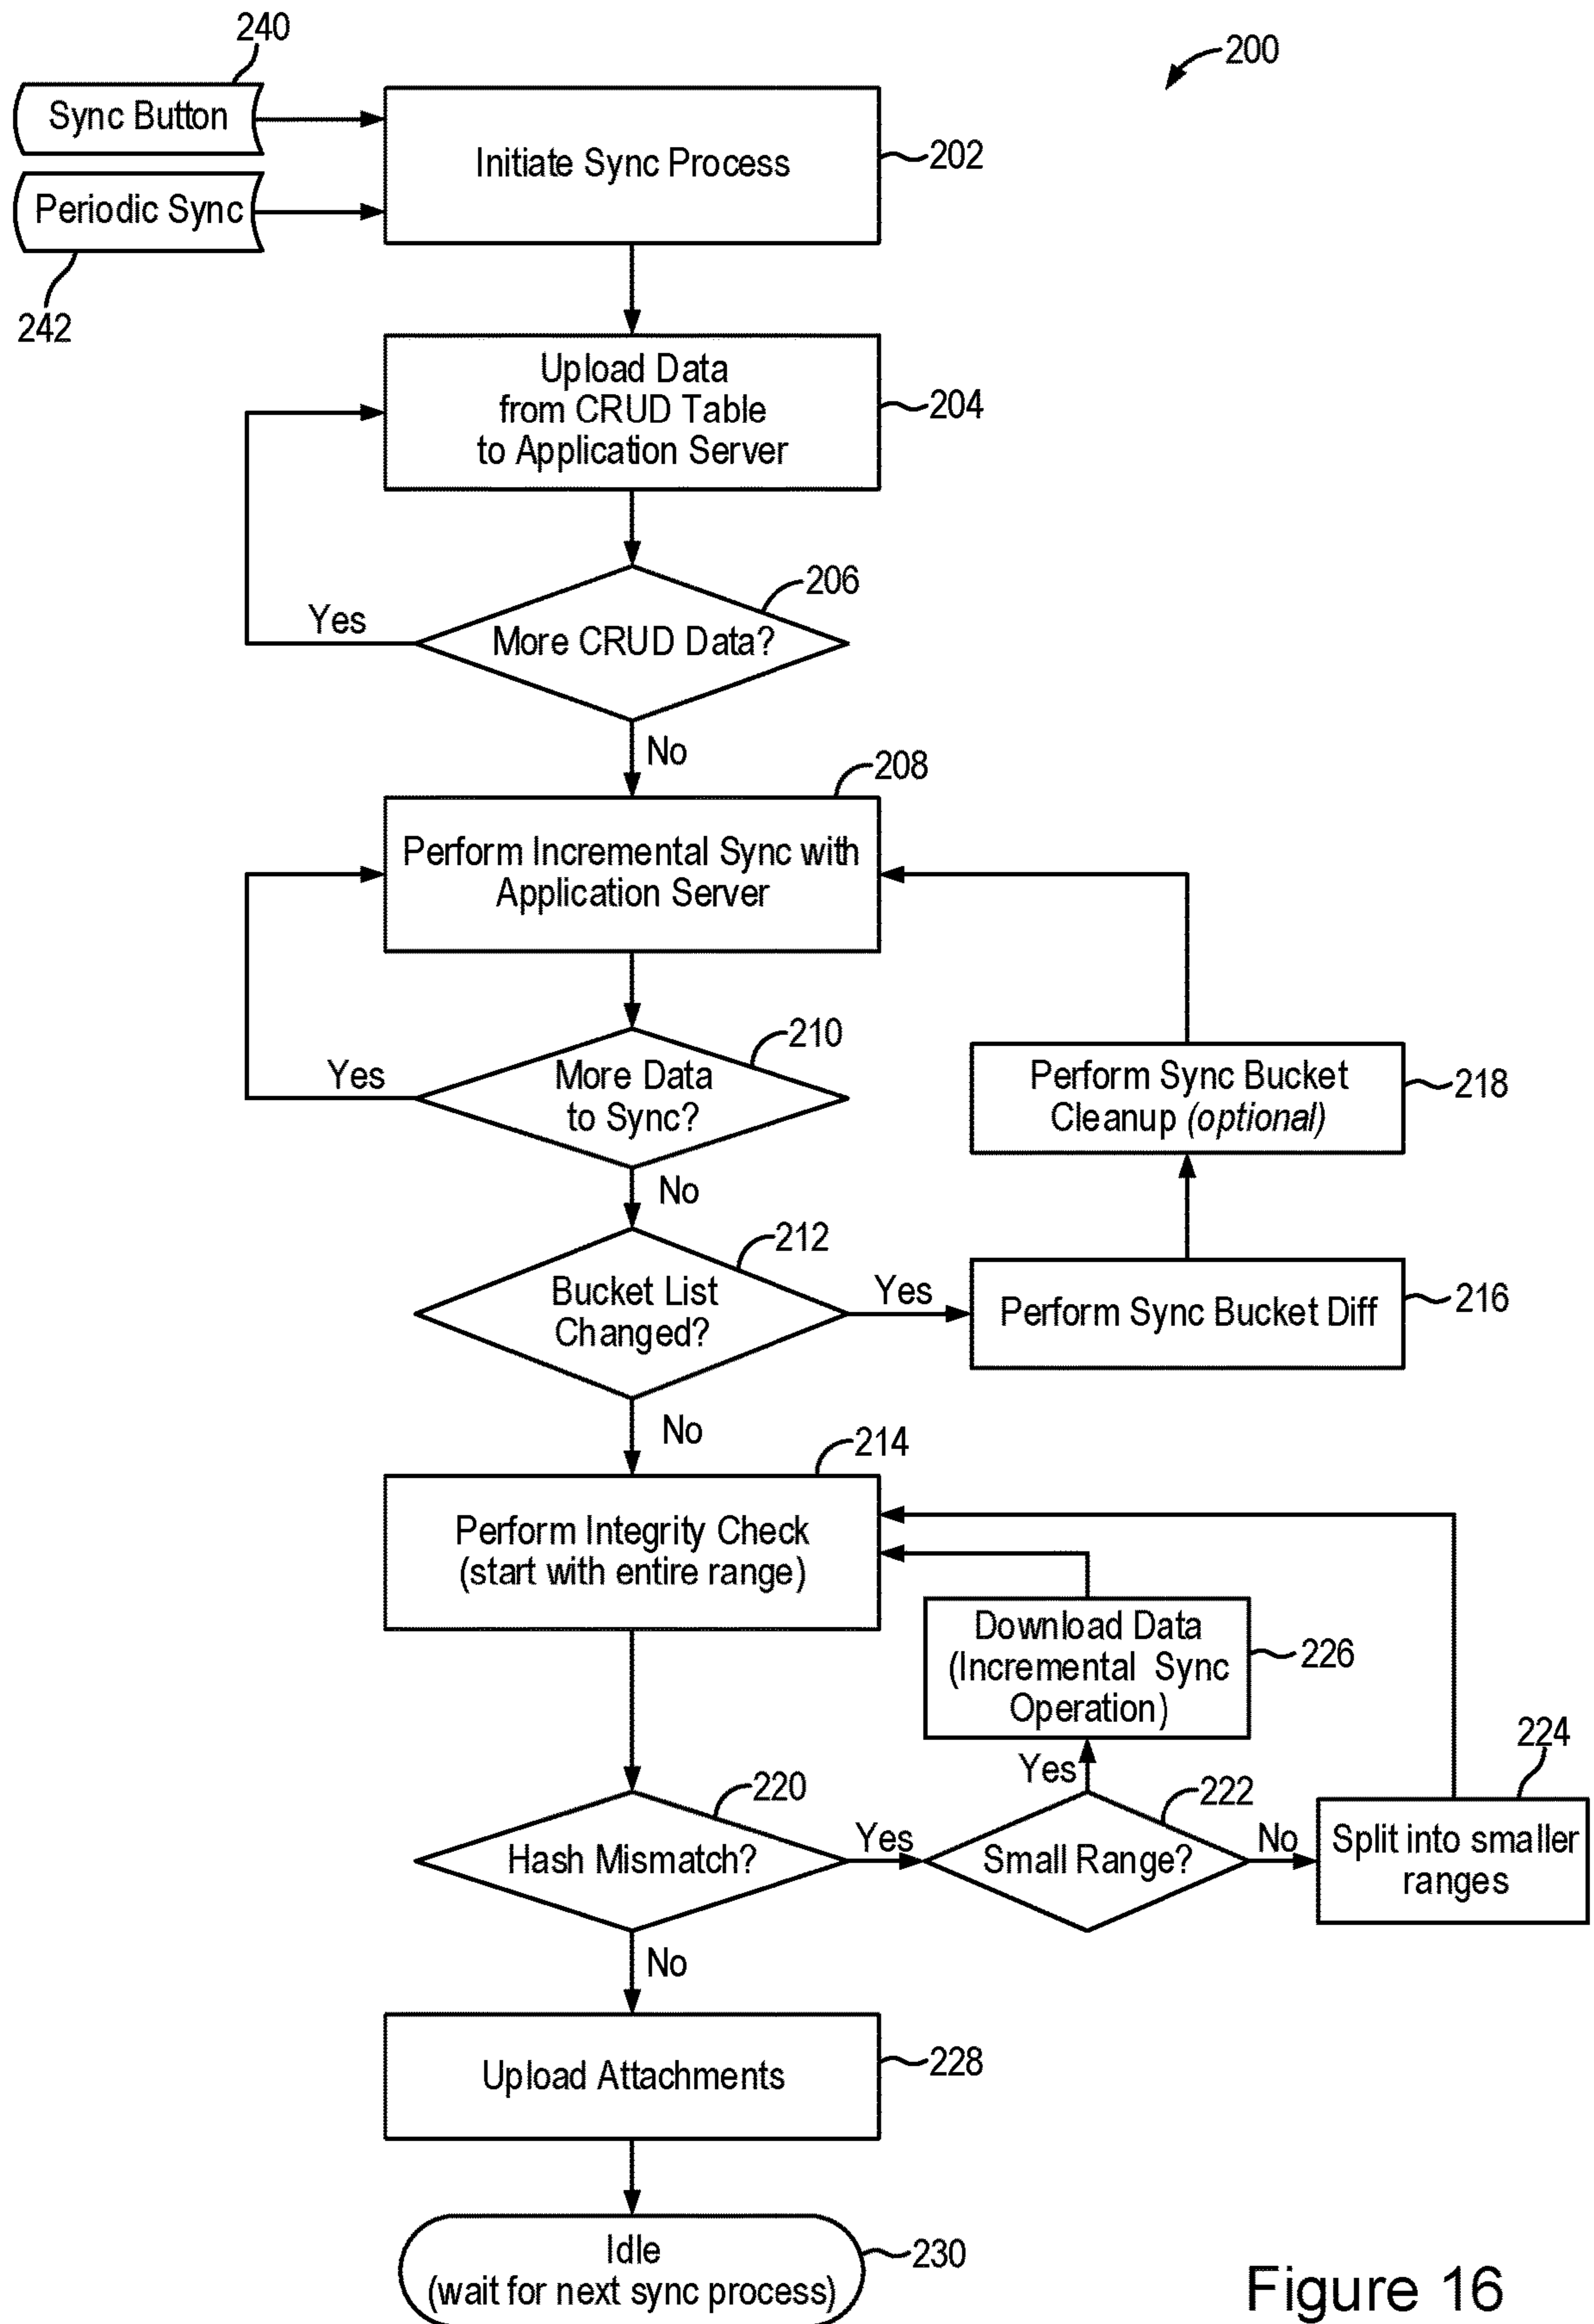 240
200
Sync Button
Initiate Sync Process
202
Periodic Sync
242
Upload Data
from CRUD Table
to Application Server
204
206
Yes
More CRUD Data?
No
208
Perform Incremental Sync with
Application Server
210
Yes
More Data
to Sync?
Perform Sync Bucket
Cleanup (optional)
218
No
212
Bucket List
Changed?
Yes
Perform Sync Bucket Diff
216
No
214
Perform Integrity Check
(start with entire range)
Download Data
(Incremental Sync
Operation)
226
224
220
Yes
222
Hash Mismatch?
Yes
Small Range?
No
Split into smaller
ranges
No
Upload Attachments
228
Idle
(wait for next sync process)
230
Figure 16